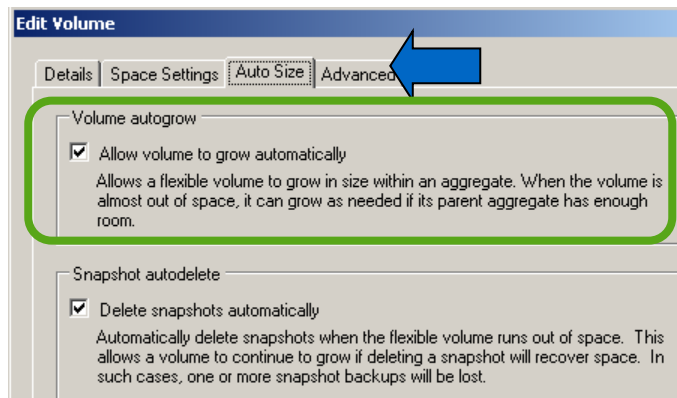 Edit Volume
Details Space Settings Auto Size Advanced
Volume autogrow
Allow volume to grow automatically
Allows a flexible volume to grow in size within an aggregate. When the volume is
almost out of space, it can grow as needed if its parent aggregate has enough
room.
Snapshot autodelete
Delete snapshots automatically
Automatically delete snapshots when the flexible volume runs out of space. This
allows a volume to continue to grow if deleting a snapshot will recover space. In
such cases, one or more snapshot backups will be lost.